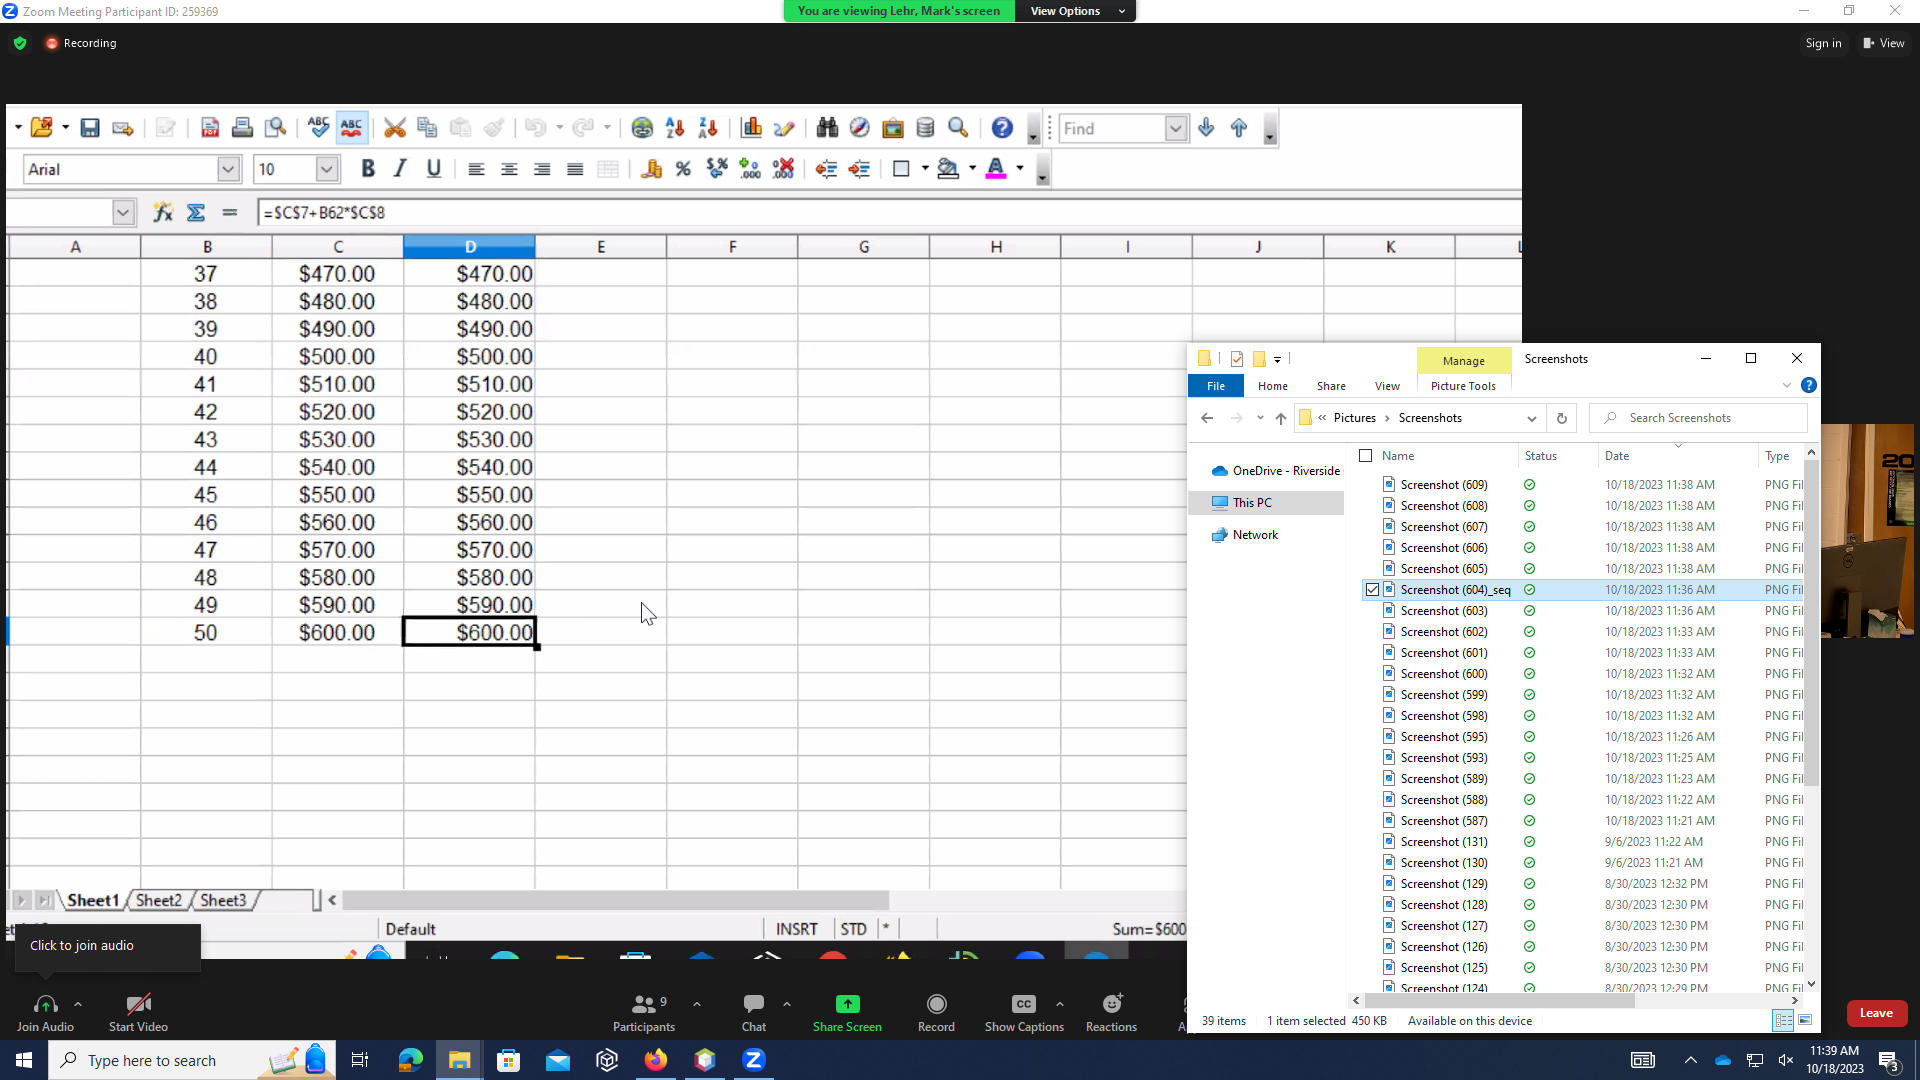 Zoom Meeting Participant ID: 259369
You are viewing Lehr, Mark's screen
View Options
Recording
Sign in
View
Find
Arial
10
=$C$7+B62*$C$8
A B C D E F G H I J K
37 $470.00 $470.00
38 $480.00 $480.00
39 $490.00 $490.00
40 $500.00 $500.00
41 $510.00 $510.00
42 $520.00 $520.00
43 $530.00 $530.00
44 $540.00 $540.00
45 $550.00 $550.00
46 $560.00 $560.00
47 $570.00 $570.00
48 $580.00 $580.00
49 $590.00 $590.00
50 $600.00 $600.00
Sheet1 Sheet2 Sheet3
Default INSRT STD * Sum=$600
Manage Screenshots
File Home Share View Picture Tools
« Pictures › Screenshots
Search Screenshots
OneDrive - Riverside
This PC
Network
Name Status Date Type
Screenshot (609) 10/18/2023 11:38 AM PNG Fil
Screenshot (608) 10/18/2023 11:38 AM PNG Fil
Screenshot (607) 10/18/2023 11:38 AM PNG Fil
Screenshot (606) 10/18/2023 11:38 AM PNG Fil
Screenshot (605) 10/18/2023 11:38 AM PNG Fil
Screenshot (604)_seq 10/18/2023 11:36 AM PNG Fil
Screenshot (603) 10/18/2023 11:36 AM PNG Fil
Screenshot (602) 10/18/2023 11:33 AM PNG Fil
Screenshot (601) 10/18/2023 11:33 AM PNG Fil
Screenshot (600) 10/18/2023 11:32 AM PNG Fil
Screenshot (599) 10/18/2023 11:32 AM PNG Fil
Screenshot (598) 10/18/2023 11:32 AM PNG Fil
Screenshot (595) 10/18/2023 11:26 AM PNG Fil
Screenshot (593) 10/18/2023 11:25 AM PNG Fil
Screenshot (589) 10/18/2023 11:23 AM PNG Fil
Screenshot (588) 10/18/2023 11:22 AM PNG Fil
Screenshot (587) 10/18/2023 11:21 AM PNG Fil
Screenshot (131) 9/6/2023 11:22 AM PNG Fil
Screenshot (130) 9/6/2023 11:21 AM PNG Fil
Screenshot (129) 8/30/2023 12:32 PM PNG Fil
Screenshot (128) 8/30/2023 12:30 PM PNG Fil
Screenshot (127) 8/30/2023 12:30 PM PNG Fil
Screenshot (126) 8/30/2023 12:30 PM PNG Fil
Screenshot (125) 8/30/2023 12:30 PM PNG Fil
Screenshot (124) 8/30/2023 12:29 PM PNG Fil
39 items 1 item selected 450 KB Available on this device
Click to join audio
Join Audio
Start Video
9
Participants
Chat
Share Screen
Record
CC
Show Captions
Reactions
Leave
Type here to search
11:39 AM
10/18/2023
3